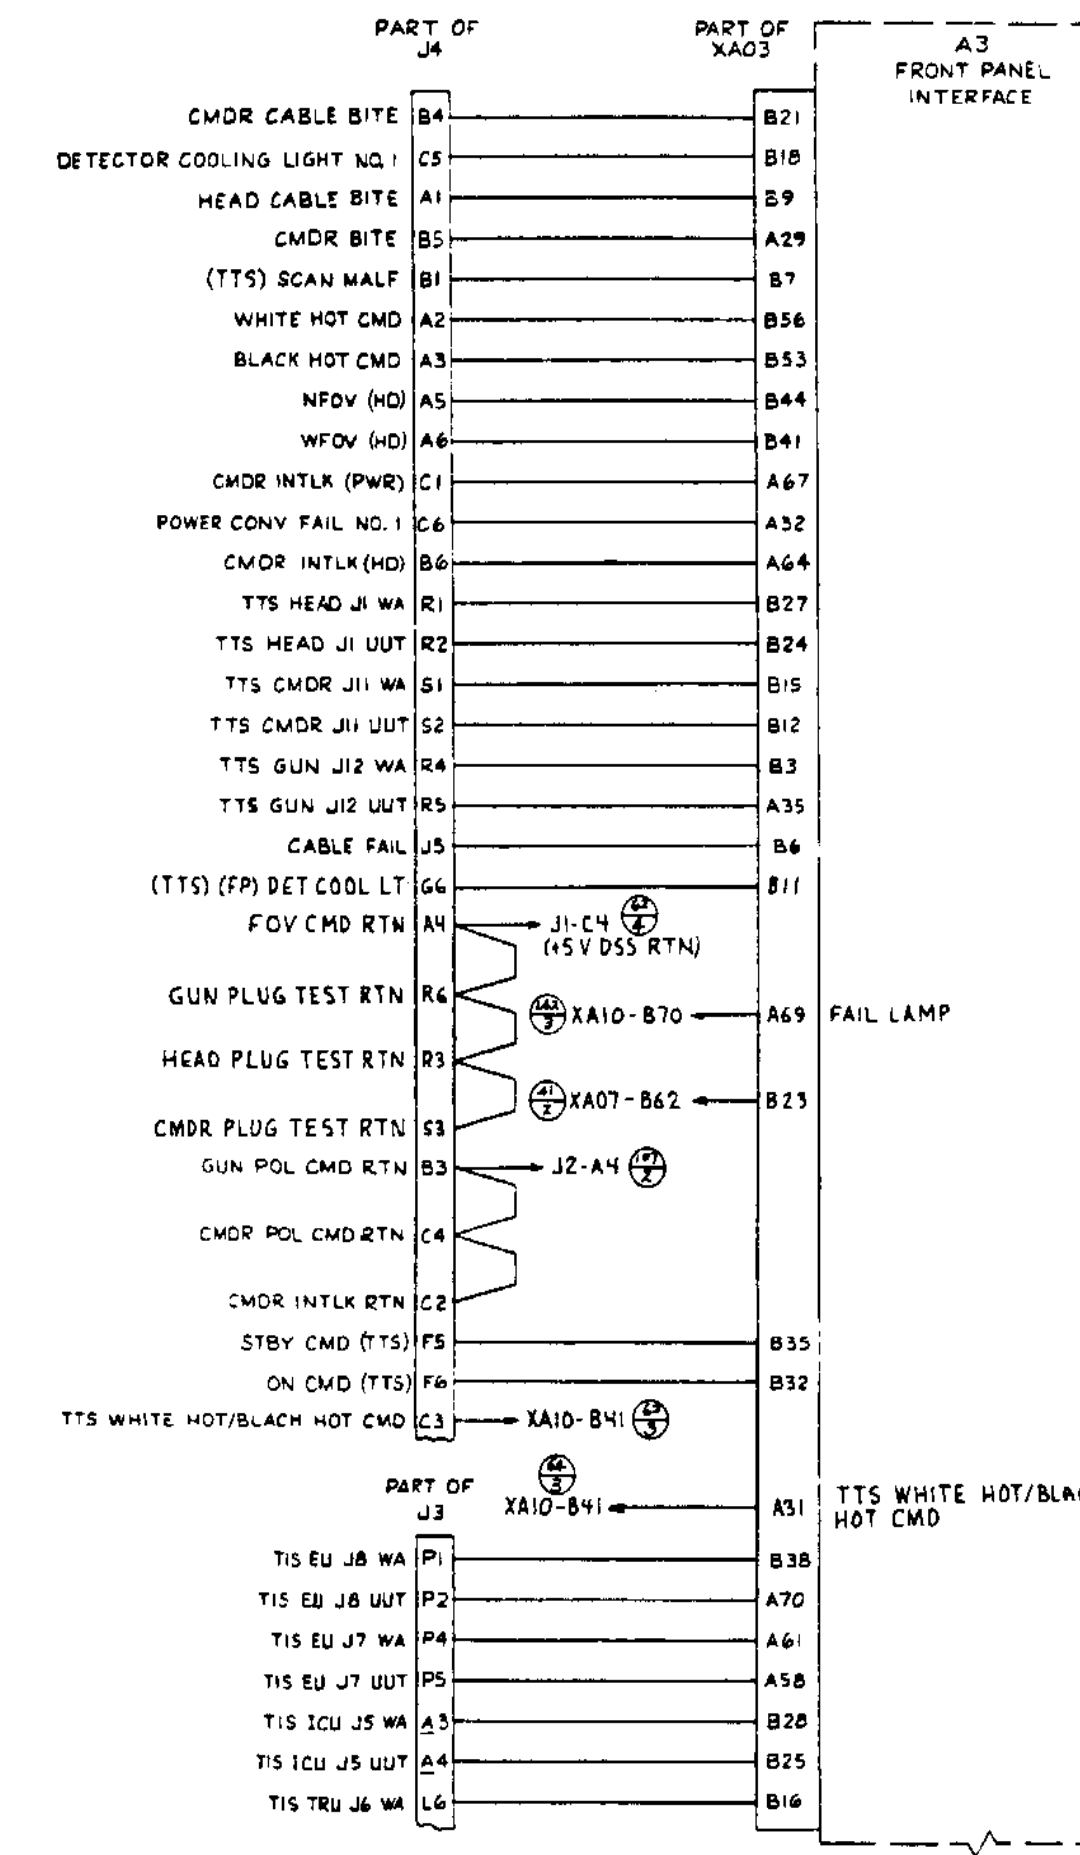 PART OF
J4
PART OF
XA03
A3
FRONT PANEL
INTERFACE
CMDR CABLE BITE B4 B21
DETECTOR COOLING LIGHT NO.1 C5 B18
HEAD CABLE BITE A1 B9
CMDR BITE B5 A29
(TTS) SCAN MALF B1 B7
WHITE HOT CMD A2 B56
BLACK HOT CMD A3 B53
NFOV (HD) A5 B44
WFOV (HD) A6 B41
CMDR INTLK (PWR) C1 A67
POWER CONV FAIL NO.1 C6 A32
CMDR INTLK (HD) B6 A64
TTS HEAD J1 WA R1 B27
TTS HEAD J1 UUT R2 B24
TTS CMDR J11 WA S1 B15
TTS CMDR J11 UUT S2 B12
TTS GUN J12 WA R4 B3
TTS GUN J12 UUT R5 A35
CABLE FAIL J5 B6
(TTS) (FP) DET COOL LT G6 B11
FOV CMD RTN A4 J1-C4 4
(+5V DSS RTN)
GUN PLUG TEST RTN R6
3 XA10-B70 A69 FAIL LAMP
HEAD PLUG TEST RTN R3
41 2 XA07-B62 B23
CMDR PLUG TEST RTN S3
GUN POL CMD RTN B3 J2-A4 2
CMDR POL CMD RTN C4
CMDR INTLK RTN C2
STBY CMD (TTS) F5 B35
ON CMD (TTS) F6 B32
TTS WHITE HOT/BLACH HOT CMD C3 XA10-B41 3
64 3
PART OF
J3
XA10-B41 A31 TTS WHITE HOT/BLAC
HOT CMD
TIS EU J8 WA P1 B38
TIS EU J8 UUT P2 A70
TIS EU J7 WA P4 A61
TIS EU J7 UUT P5 A58
TIS ICU J5 WA A3 B28
TIS ICU J5 UUT A4 B25
TIS TRU J6 WA L6 B16